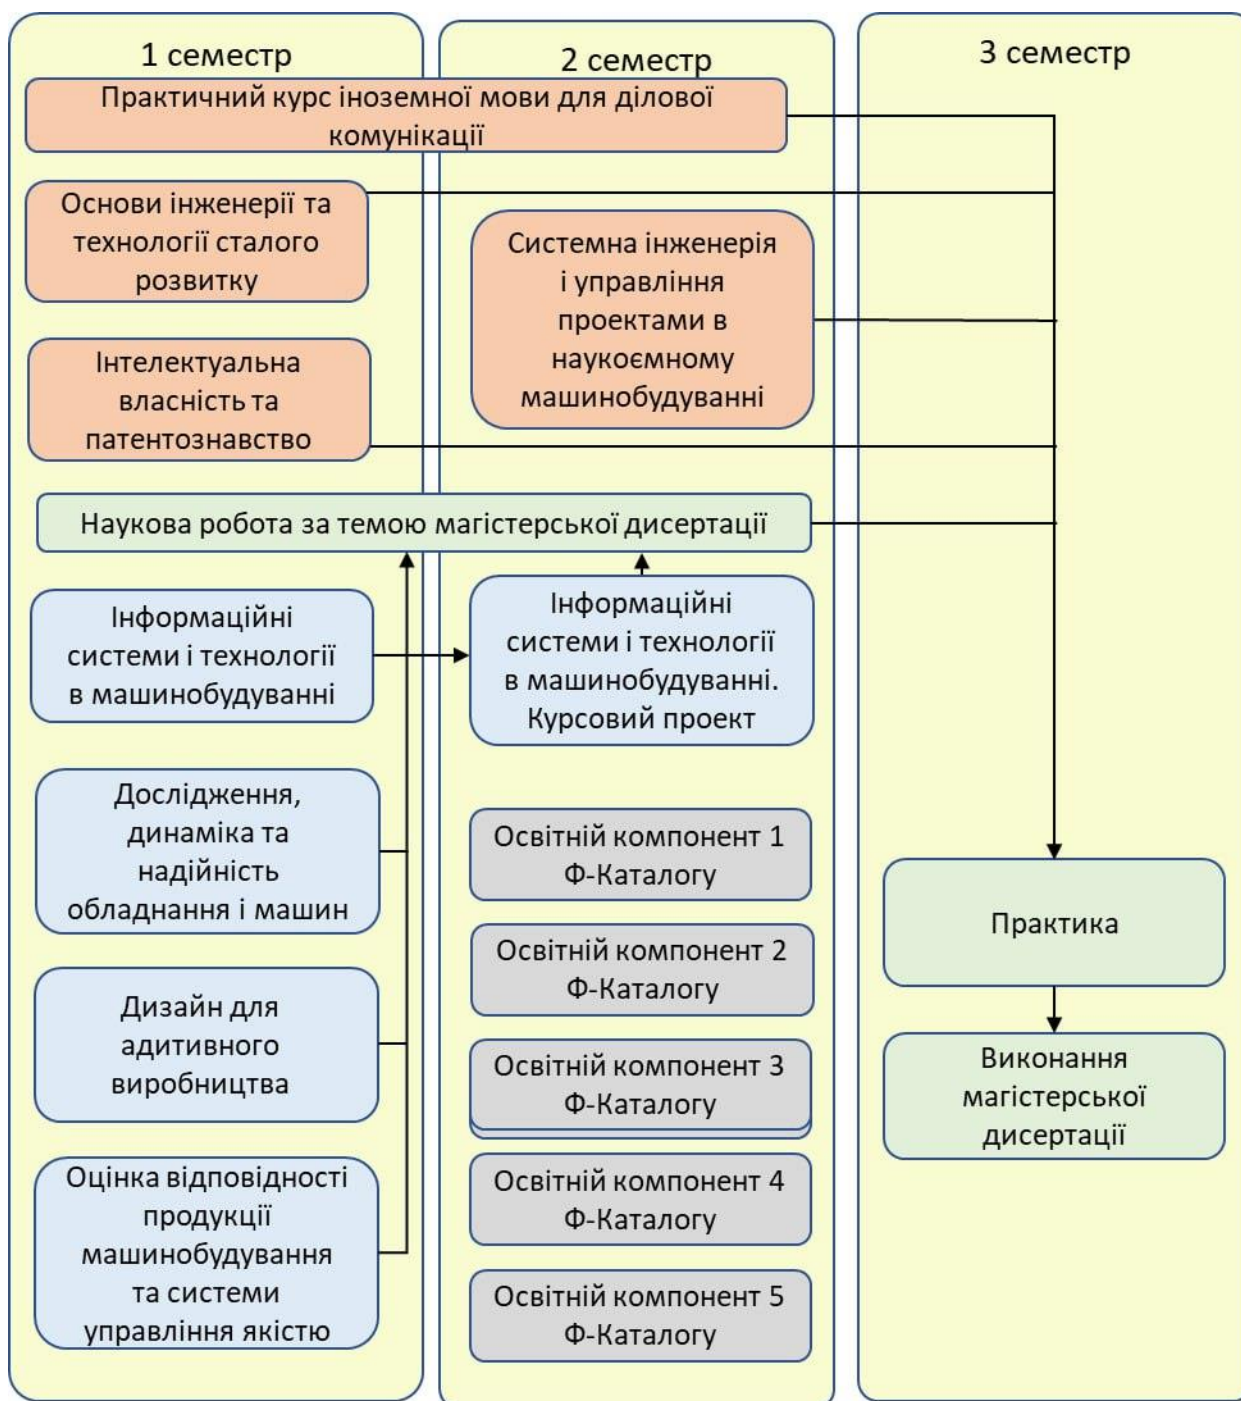 1 семестр
Практичний курс іноземної мови для ділової
комунікації
Основи інженерії та
технології сталого
розвитку
Інтелектуальна
власність та
патентознавство
Наукова робота за темою магістерської дисертації
Інформаційні
системи і технології
в машинобудуванні
Дослідження,
динаміка та
надійність
обладнання і машин
Дизайн для
адитивного
виробництва
Оцінка відповідності
продукції
машинобудування
та системи
управління якістю
2 семестр
Системна інженерія
і управління
проектами в
наукоємному
машинобудуванні
Інформаційні
системи і технології
в машинобудуванні.
Курсовий проект
Освітній компонент 1
Ф-Каталогу
Освітній компонент 2
Ф-Каталогу
Освітній компонент 3
Ф-Каталогу
Освітній компонент 4
Ф-Каталогу
Освітній компонент 5
Ф-Каталогу
3 семестр
Практика
Виконання
магістерської
дисертації